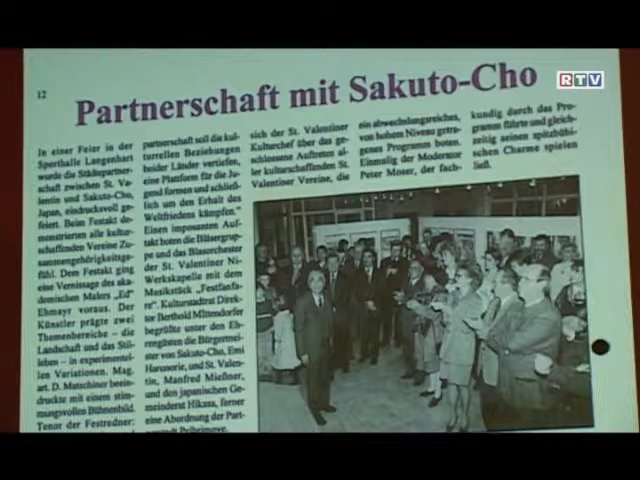 RTV
12
Partnerschaft mit Sakuto-Cho
In einer Feier in der
Sporthalle Langenhart
wurde die Städtepartner-
schaft zwischen St. Va-
lentin und Sakuto-Cho,
Japan, eindrucksvoll ge-
feiert. Beim Festakt de-
monstrierten alle kultur-
schaffenden Vereine Zu-
sammengehörigkeitsge-
fühl. Dem Festakt ging
eine Vernissage des aka-
demischen Malers „Ed“
Ehmayr voraus. Der
Künstler prägte zwei
Themenbereiche – die
Landschaft und das Stil-
leben – in experimentel-
len Variationen. Mag.
art. D. Matschiner beein-
druckte mit einem stim-
mungsvollen Bühnenbild.
Tenor der Festredner:
partnerschaft soll die kul-
turrellen Beziehungen
beider Länder vertiefen,
eine Plattform für die Ju-
gend formen und schließ-
lich um den Erhalt des
Weltfriedens kämpfen.“
Einen imposanten Auf-
takt boten die Bläsergrup-
pe und das Blasorchester
der St. Valentiner Ni-
Werkskapelle mit dem
Musikstück „Festfanfa-
re“. Kulturstadtrat Direk-
tor Berthold Mittendorfer
begrüßte unter den Eh-
rengästen die Bürgermei-
ster von Sakuto-Cho, Emi
Harunorie, und St. Valen-
tin, Manfred Mießner,
und den japanischen Ge-
meinderat Hikasa, ferner
eine Abordnung der Part-
sich der St. Valentiner
Kulturchef über das ge-
schlossene Auftreten al-
ler kulturschaffenden St.
Valentiner Vereine, die
ein abwechslungsreiches,
von hohem Niveau getra-
genes Programm boten.
Einmalig der Moderator
Peter Moser, der fach-
kundig durch das Pro-
gramm führte und gleich-
zeitig seinen spitzbübi-
schen Charme spielen
ließ.